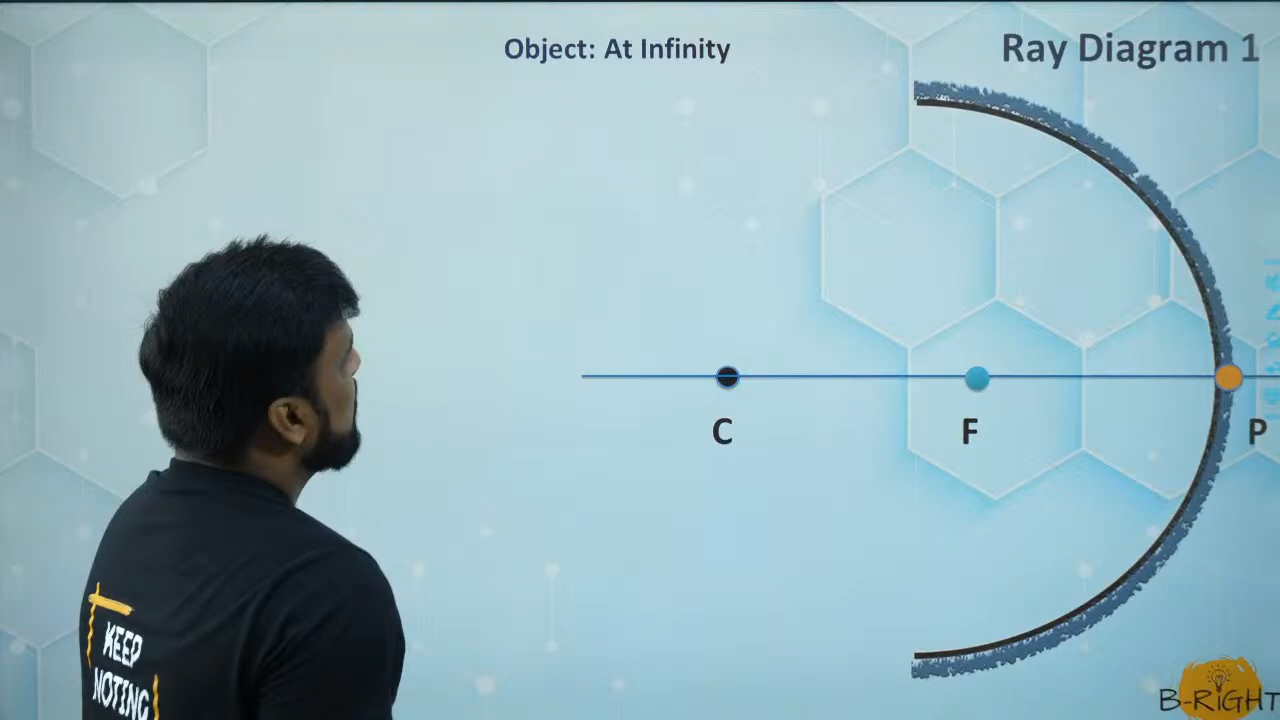 Object: At Infinity
Ray Diagram 1
C
F
P
KEEP
NOTING
B-RiGHT